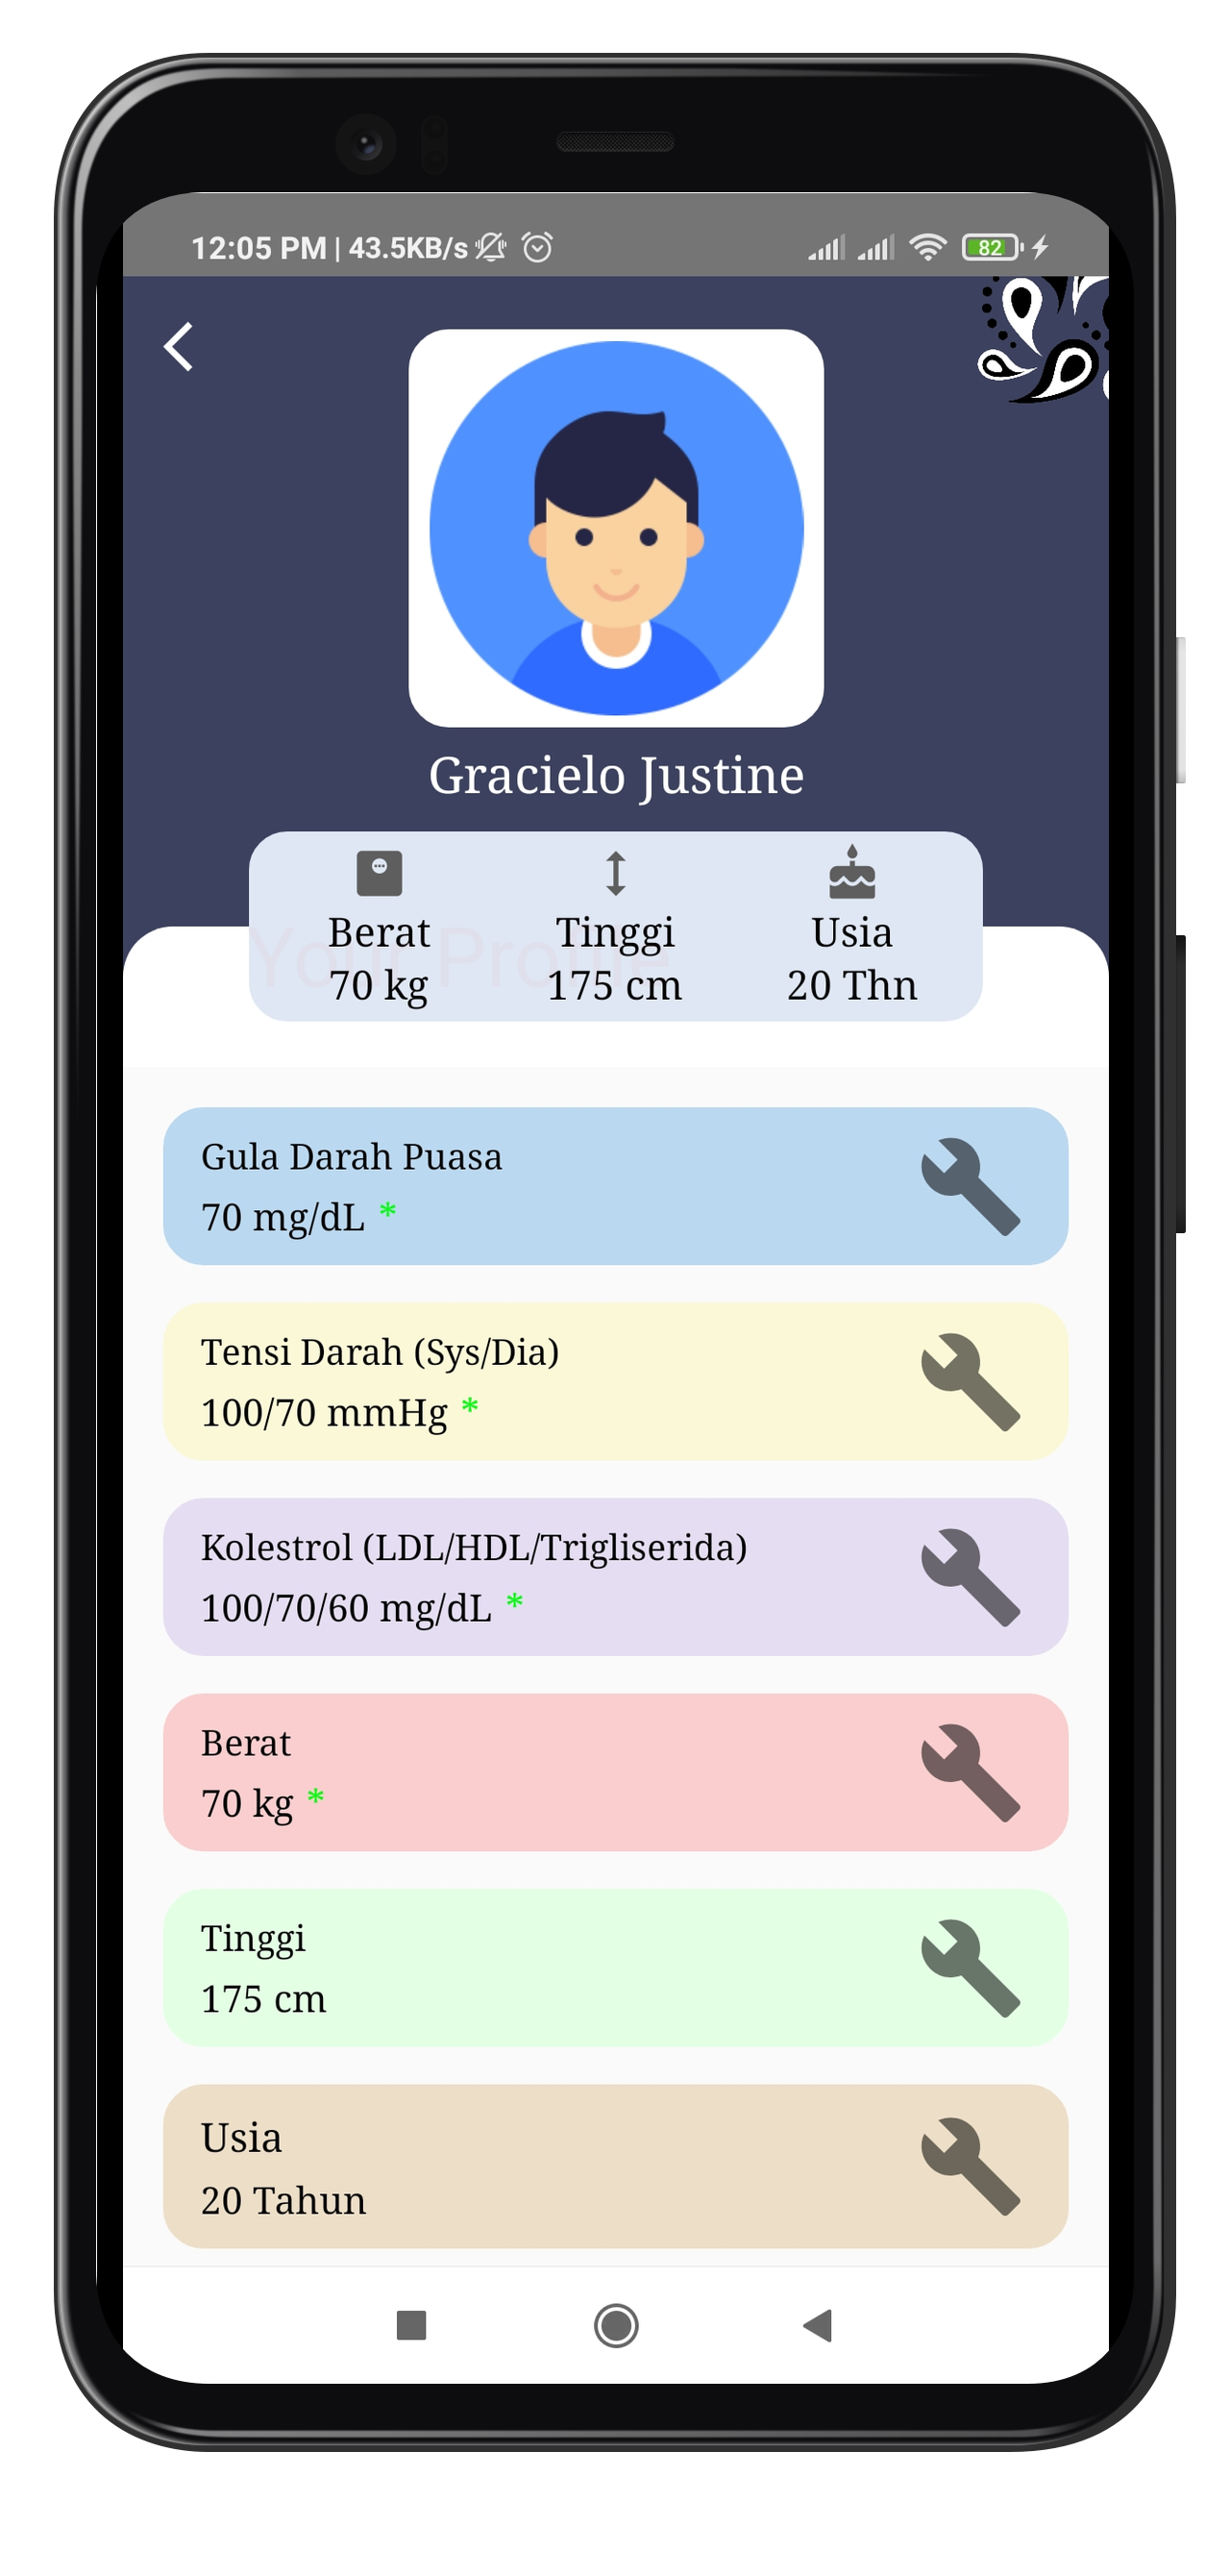 12:05 PM | 43.5KB/s
82
Gracielo Justine
Your Profile
Berat Tinggi Usia
70 kg 175 cm 20 Thn
Gula Darah Puasa
70 mg/dL *
Tensi Darah (Sys/Dia)
100/70 mmHg *
Kolestrol (LDL/HDL/Trigliserida)
100/70/60 mg/dL *
Berat
70 kg *
Tinggi
175 cm
Usia
20 Tahun